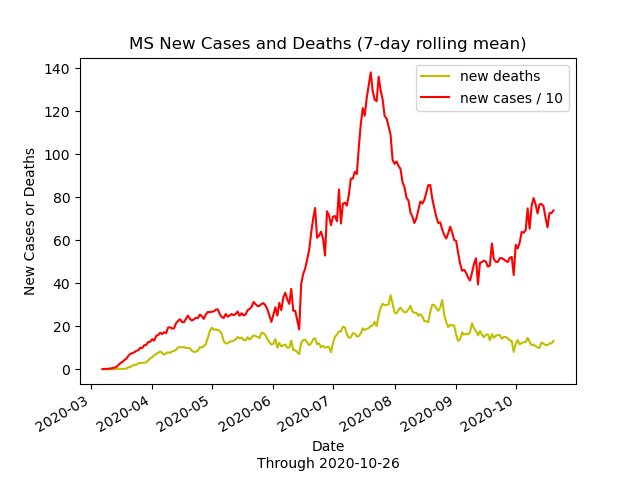 MS New Cases and Deaths (7-day rolling mean)
new deaths
new cases / 10
New Cases or Deaths
140
120
100
80
60
40
20
0
2020-03
2020-04
2020-05
2020-06
2020-07
2020-08
2020-09
2020-10
Date
Through 2020-10-26